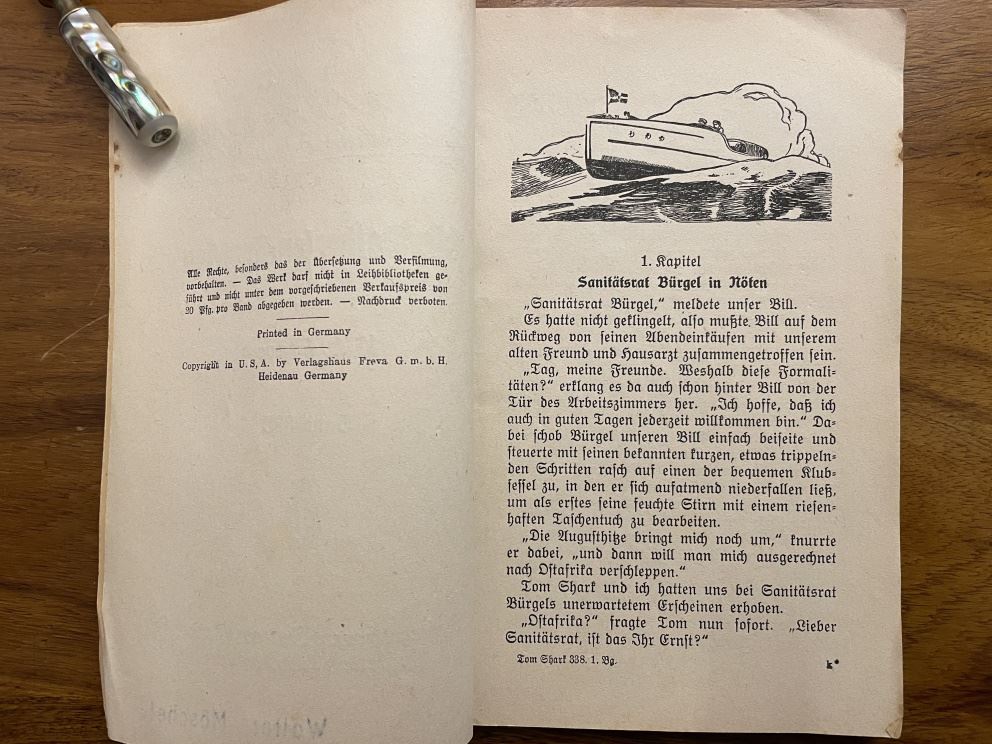 Alle Rechte, besonders das der Übersetzung und Verfilmung,
vorbehalten. — Das Werk darf nicht in Leihbibliotheken ge-
führt und nicht unter dem vorgeschriebenen Verkaufspreis von
20 Pfg. pro Band abgegeben werden. — Nachdruck verboten.
Printed in Germany
Copyright in U. S. A. by Verlagshaus Freya G. m. b. H.
Heidenau Germany
Walter
1. Kapitel
Sanitätsrat Bürgel in Nöten
„Sanitätsrat Bürgel,“ meldete unser Bill.
Es hatte nicht geklingelt, also mußte Bill auf dem
Rückweg von seinen Abendeinkäufen mit unserem
alten Freund und Hausarzt zusammengetroffen sein.
„Tag, meine Freunde. Weshalb diese Formali-
täten?“ erklang es da auch schon hinter Bill von der
Tür des Arbeitszimmers her. „Ich hoffe, daß ich
auch in guten Tagen jederzeit willkommen bin.“ Da-
bei schob Bürgel unseren Bill einfach beiseite und
steuerte mit seinen bekannten kurzen, etwas trippeln-
den Schritten rasch auf einen der bequemen Klub-
sessel zu, in den er sich aufatmend niederfallen ließ,
um als erstes seine feuchte Stirn mit einem riesen-
haften Taschentuch zu bearbeiten.
„Die Augusthitze bringt mich noch um,“ knurrte
er dabei, „und dann will man mich ausgerechnet
nach Ostafrika verschleppen.“
Tom Shark und ich hatten uns bei Sanitätsrat
Bürgels unerwartetem Erscheinen erhoben.
„Ostafrika?“ fragte Tom nun sofort. „Lieber
Sanitätsrat, ist das Ihr Ernst?“
Tom Shark 338. 1. Bg.
k*